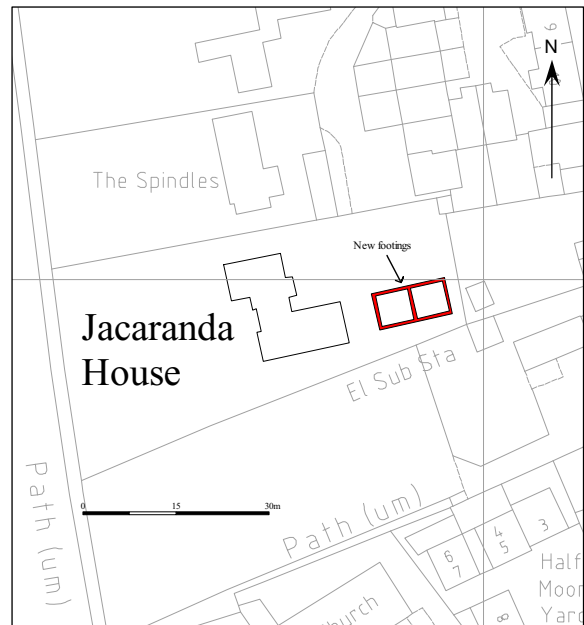 N
The Spindles
New footings
Jacaranda
House
El Sub Sta
0 15 30m
Path (um)
Path (um)
6
7
4
5
3
8
Half
Moon
Yard